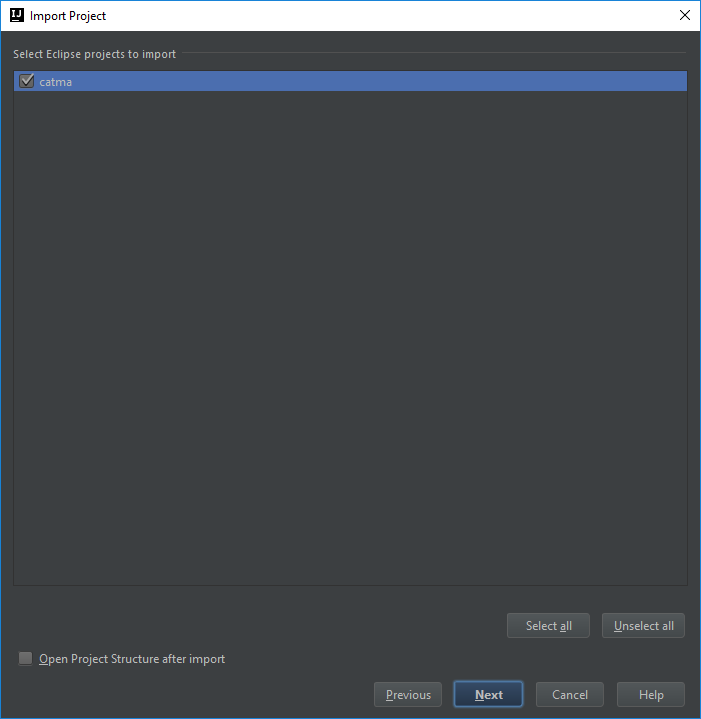 IJ Import Project
Select Eclipse projects to import
catma
Select all Unselect all
Open Project Structure after import
Previous Next Cancel Help